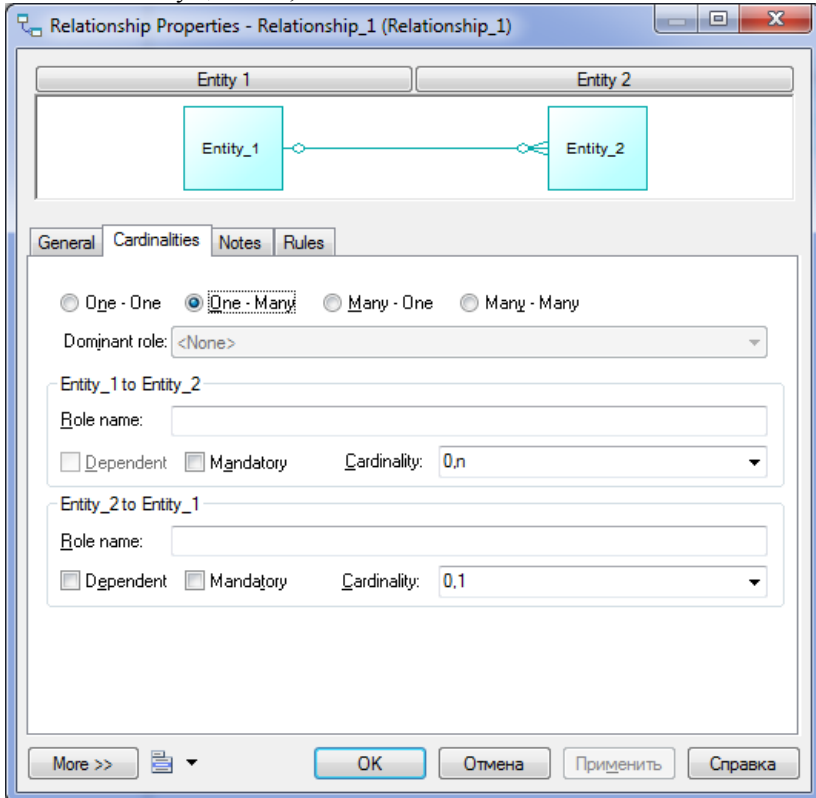 Relationship Properties - Relationship_1 (Relationship_1)
Entity 1 Entity 2
Entity_1 Entity_2
General Cardinalities Notes Rules
One - One One - Many Many - One Many - Many
Dominant role: <None>
Entity_1 to Entity_2
Role name:
Dependent Mandatory Cardinality: 0,n
Entity_2 to Entity_1
Role name:
Dependent Mandatory Cardinality: 0,1
More >> OK Отмена Применить Справка